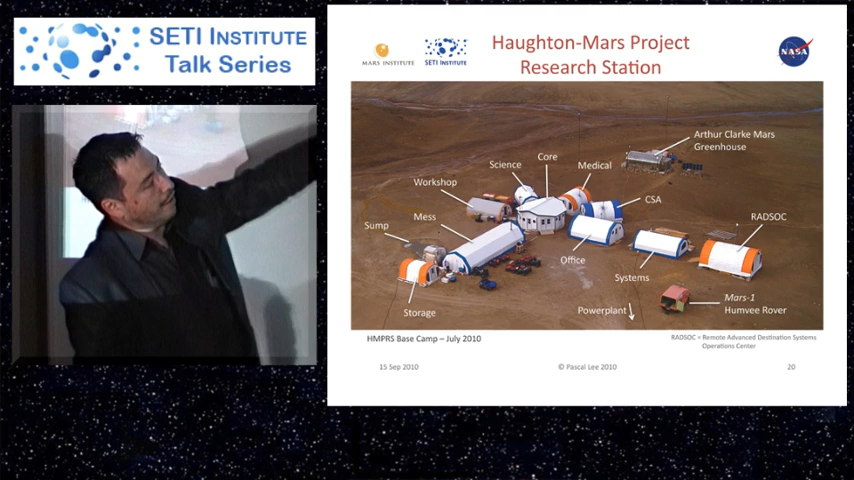 SETI INSTITUTE
Talk Series
MARS INSTITUTE
SETI INSTITUTE
Haughton-Mars Project
Research Station
NASA
Arthur Clarke Mars
Greenhouse
Core
Science
Medical
Workshop
CSA
Mess
RADSOC
Sump
Office
Systems
Mars-1
Humvee Rover
Storage
Powerplant
HMPRS Base Camp – July 2010
RADSOC = Remote Advanced Destination Systems
Operations Center
15 Sep 2010
© Pascal Lee 2010
20